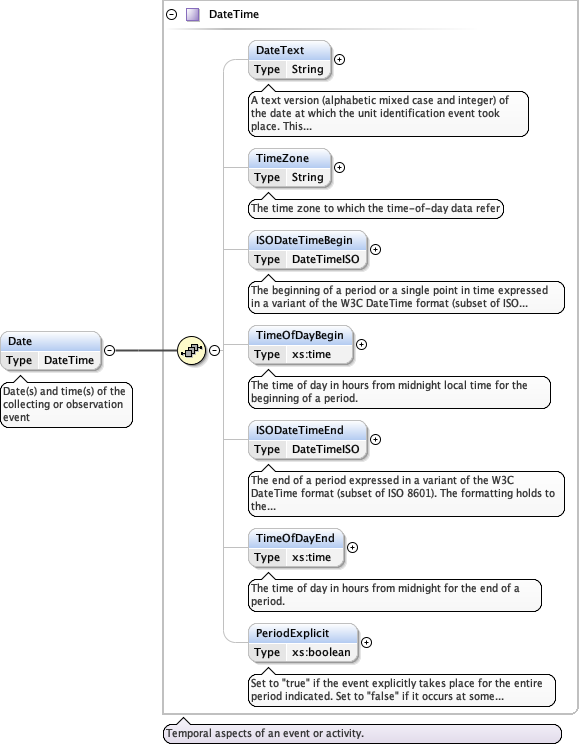 DateTime
DateText
Type String
A text version (alphabetic mixed case and integer) of
the date at which the unit identification event took
place. This...
TimeZone
Type String
The time zone to which the time-of-day data refer
ISODateTimeBegin
Type DateTimeISO
The beginning of a period or a single point in time expressed
in a variant of the W3C DateTime format (subset of ISO...
Date
Type DateTime
Date(s) and time(s) of the
collecting or observation
event
TimeOfDayBegin
Type xs:time
The time of day in hours from midnight local time for the
beginning of a period.
ISODateTimeEnd
Type DateTimeISO
The end of a period expressed in a variant of the W3C
DateTime format (subset of ISO 8601). The formatting holds to
the...
TimeOfDayEnd
Type xs:time
The time of day in hours from midnight for the end of a
period.
PeriodExplicit
Type xs:boolean
Set to "true" if the event explicitly takes place for the entire
period indicated. Set to "false" if it occurs at some...
Temporal aspects of an event or activity.